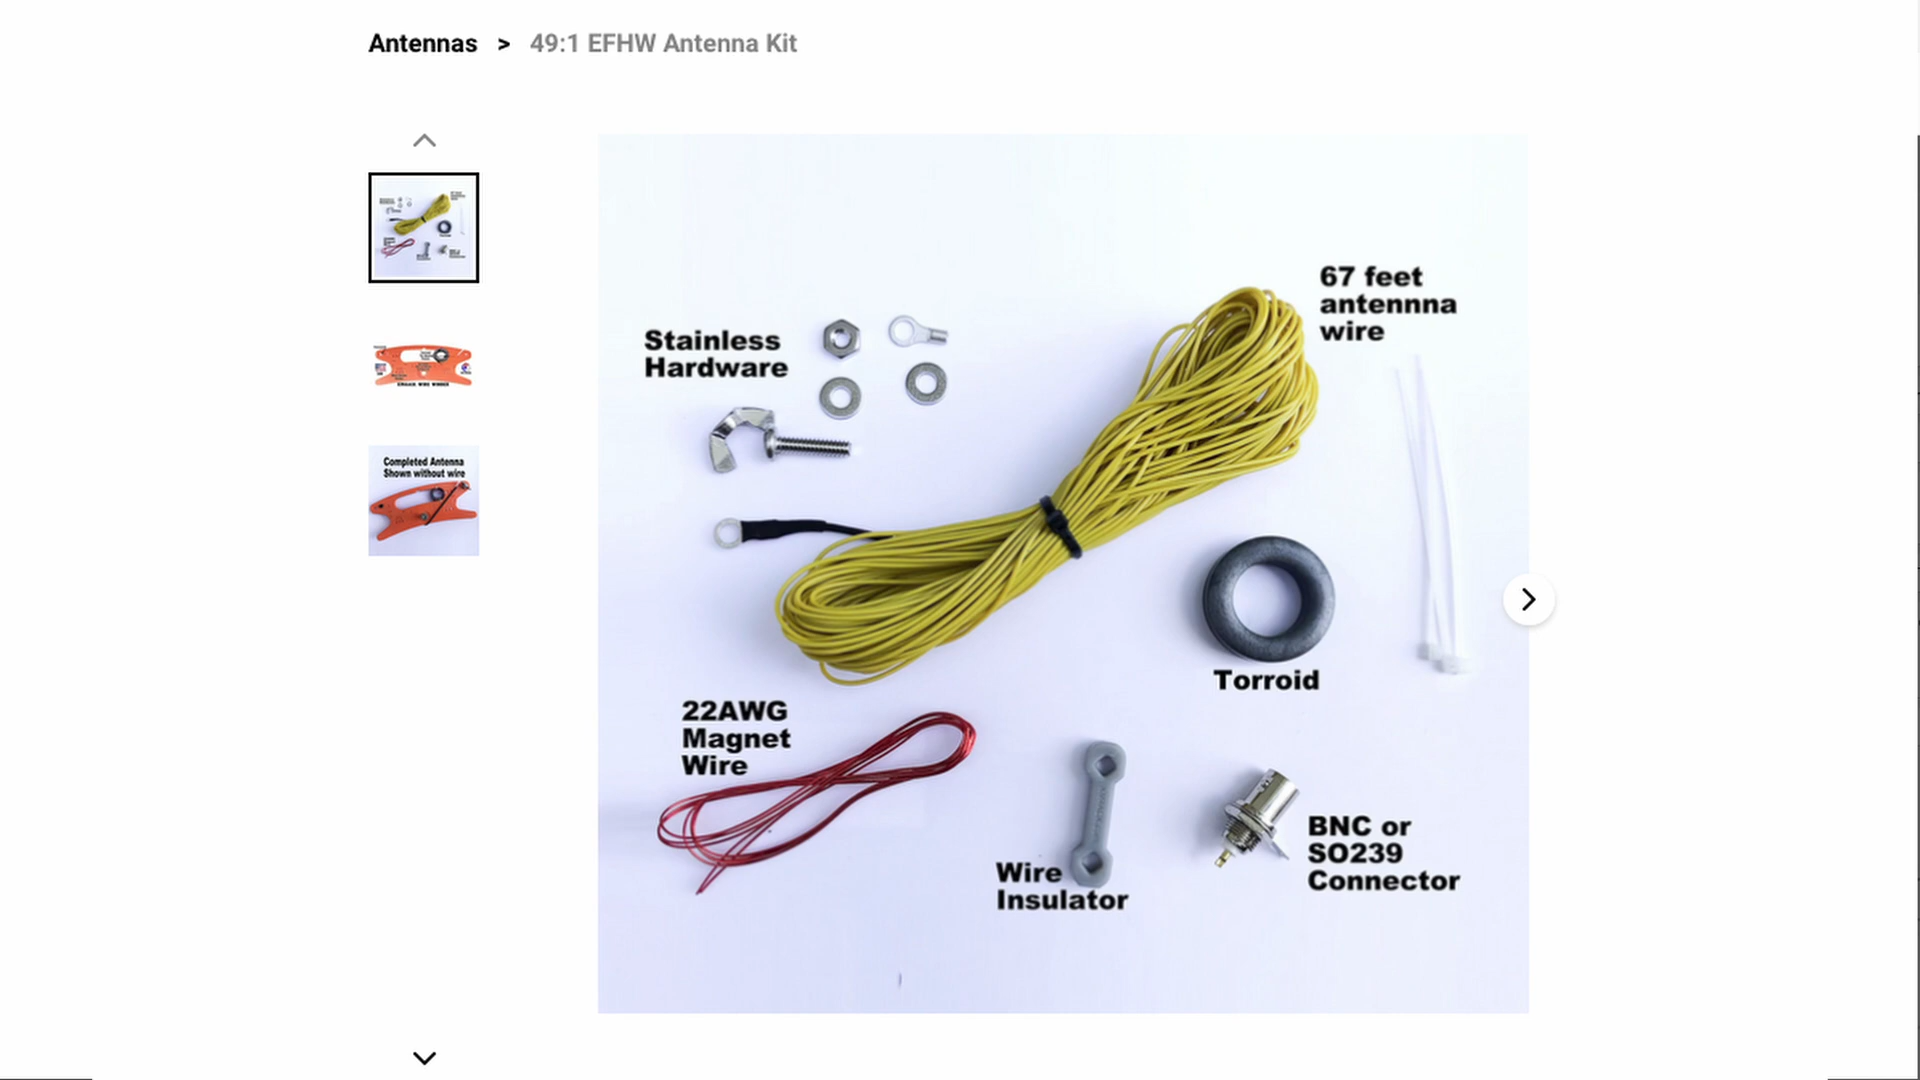 Antennas > 49:1 EFHW Antenna Kit
67 feet
antennna
wire
Stainless
Hardware
Torroid
22AWG
Magnet
Wire
Wire
Insulator
BNC or
SO239
Connector
Completed Antenna
Shown without wire